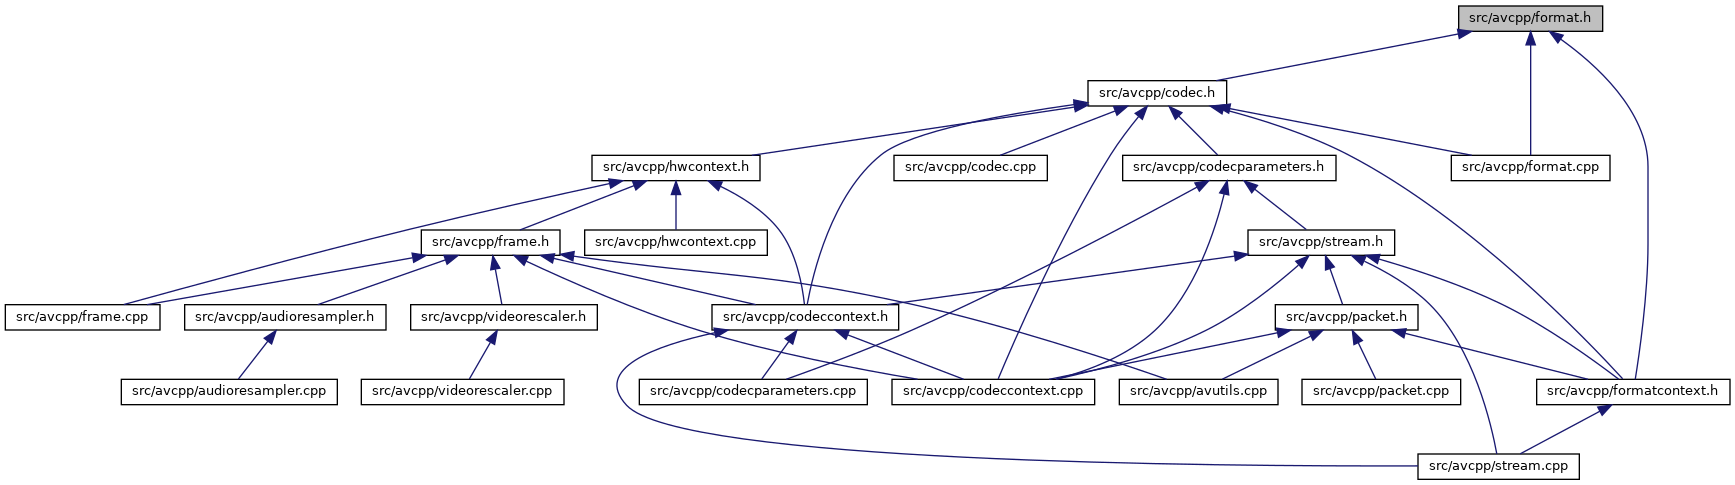 src/avcpp/format.h
src/avcpp/codec.h
src/avcpp/hwcontext.h
src/avcpp/codec.cpp
src/avcpp/codecparameters.h
src/avcpp/format.cpp
src/avcpp/frame.h
src/avcpp/hwcontext.cpp
src/avcpp/stream.h
src/avcpp/frame.cpp
src/avcpp/audioresampler.h
src/avcpp/videorescaler.h
src/avcpp/codeccontext.h
src/avcpp/packet.h
src/avcpp/audioresampler.cpp
src/avcpp/videorescaler.cpp
src/avcpp/codecparameters.cpp
src/avcpp/codeccontext.cpp
src/avcpp/avutils.cpp
src/avcpp/packet.cpp
src/avcpp/formatcontext.h
src/avcpp/stream.cpp